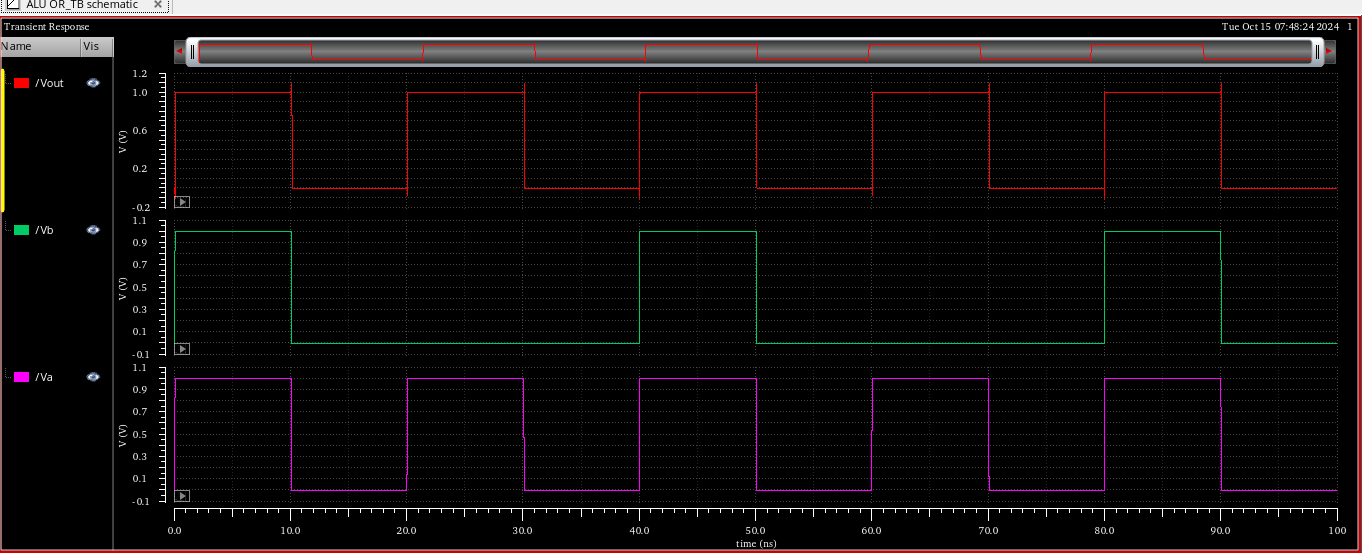 ALU OR_TB schematic ✕
Transient Response
Tue Oct 15 07:48:24 2024 1
Name Vis
/Vout
V (V)
1.2
1.0
0.6
0.2
-0.2
/Vb
V (V)
1.1
0.9
0.7
0.5
0.3
0.1
-0.1
/Va
V (V)
1.1
0.9
0.7
0.5
0.3
0.1
-0.1
0.0 10.0 20.0 30.0 40.0 50.0 60.0 70.0 80.0 90.0 100
time (ns)